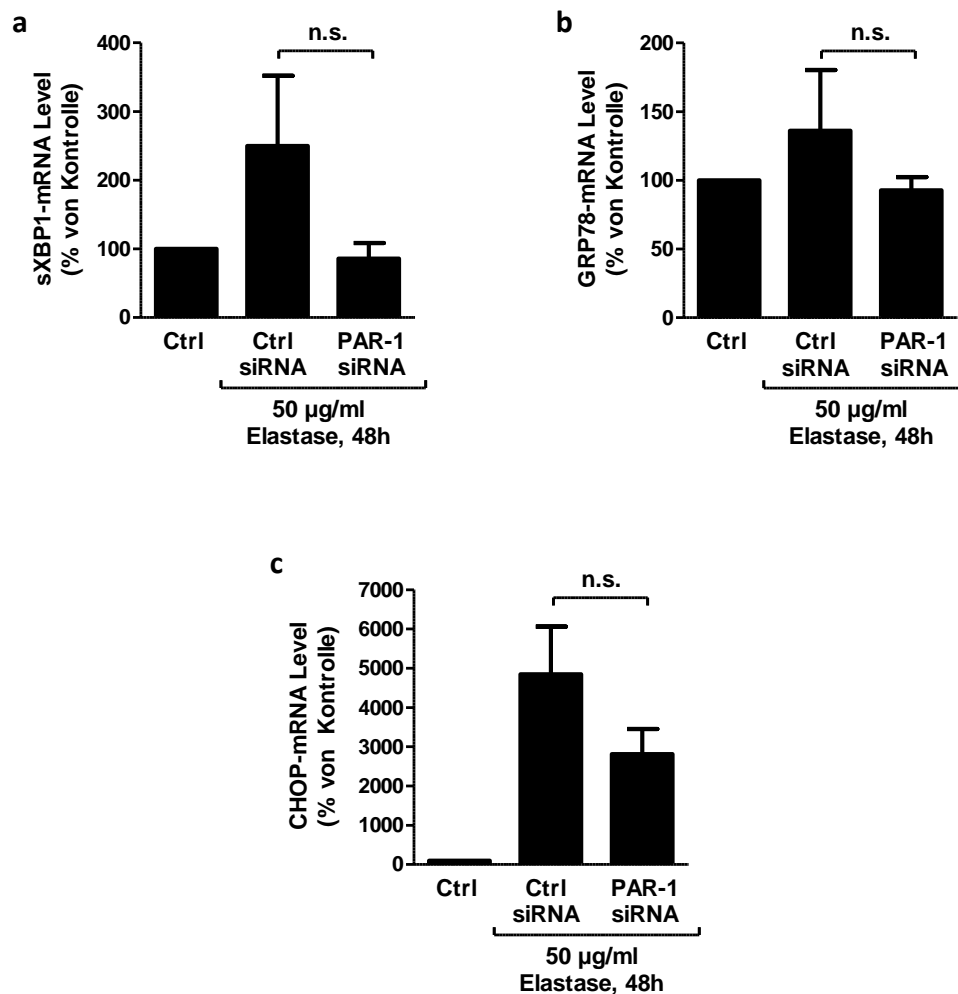 a
n.s.
sXBP1-mRNA Level
(% von Kontrolle)
400
300
200
100
0
Ctrl
Ctrl
siRNA
PAR-1
siRNA
50 µg/ml
Elastase, 48h
b
n.s.
GRP78-mRNA Level
(% von Kontrolle)
200
150
100
50
0
Ctrl
Ctrl
siRNA
PAR-1
siRNA
50 µg/ml
Elastase, 48h
c
n.s.
CHOP-mRNA Level
(% von Kontrolle)
7000
6000
5000
4000
3000
2000
1000
0
Ctrl
Ctrl
siRNA
PAR-1
siRNA
50 µg/ml
Elastase, 48h